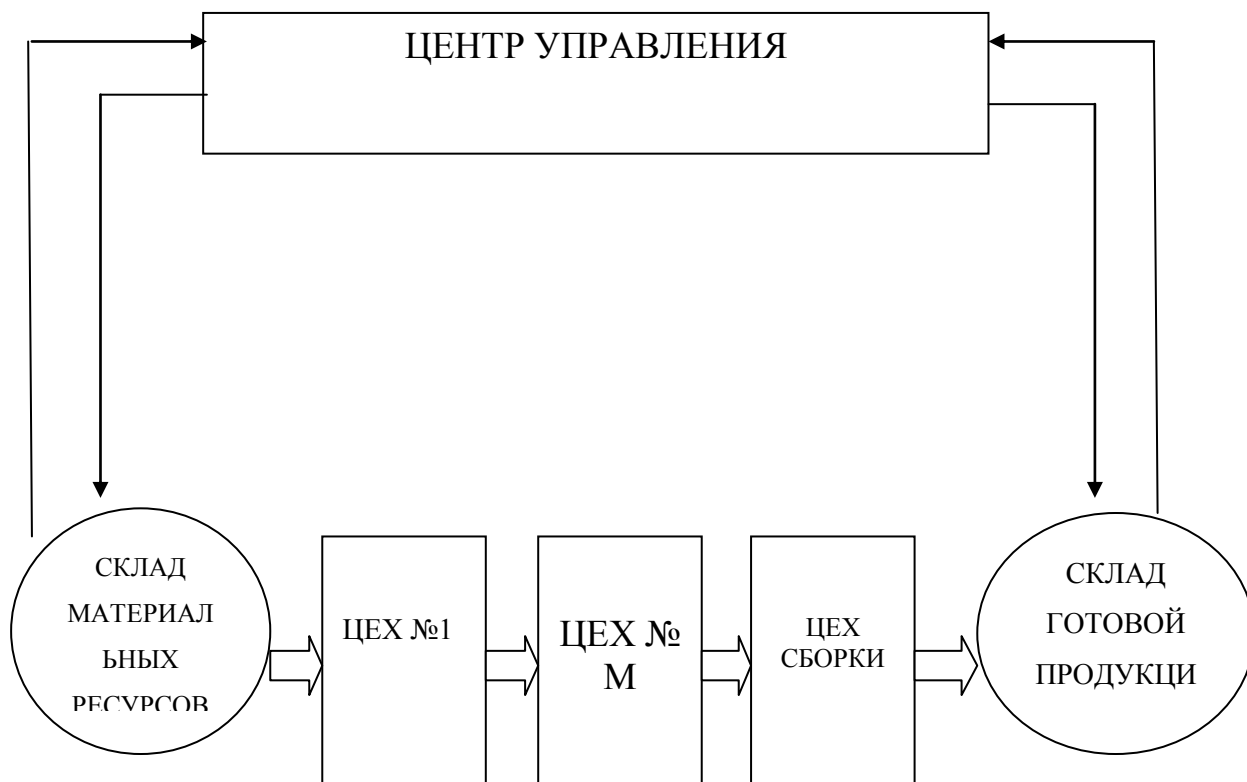 ЦЕНТР УПРАВЛЕНИЯ
СКЛАД
МАТЕРИАЛ
ЬНЫХ
РЕСУРСОВ
ЦЕХ №1
ЦЕХ №
М
ЦЕХ
СБОРКИ
СКЛАД
ГОТОВОЙ
ПРОДУКЦИ